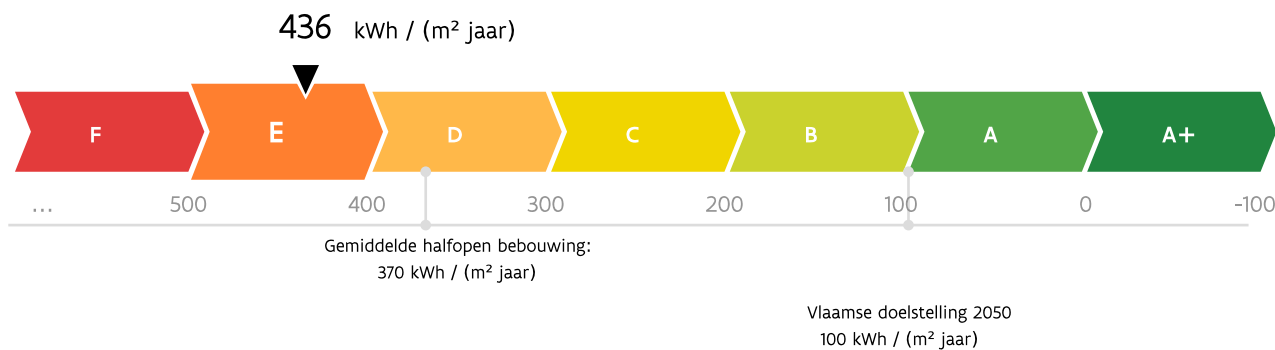 436 kWh / (m² jaar)
F E D C B A A+
... 500 400 300 200 100 0 -100
Gemiddelde halfopen bebouwing:
370 kWh / (m² jaar)
Vlaamse doelstelling 2050
100 kWh / (m² jaar)